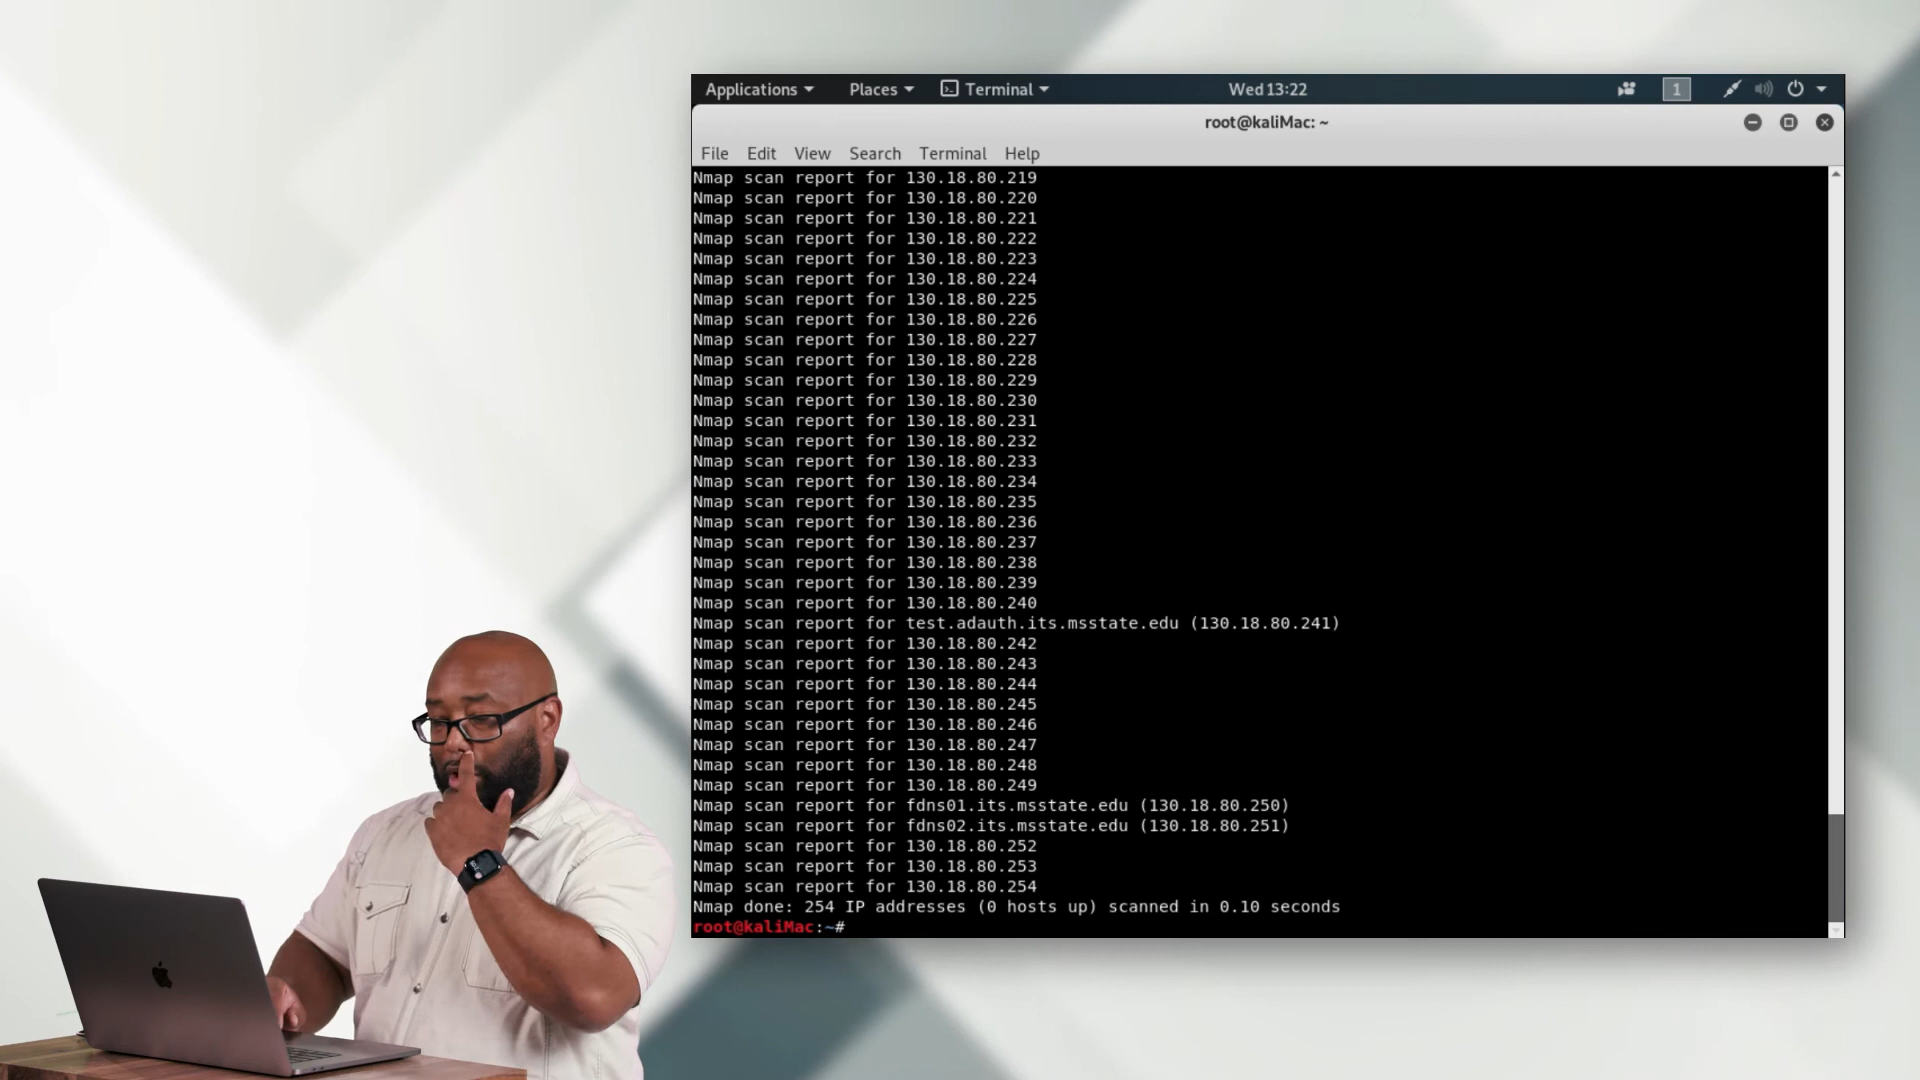 Applications Places Terminal Wed 13:22 1
root@kaliMac: ~
File Edit View Search Terminal Help
Nmap scan report for 130.18.80.219
Nmap scan report for 130.18.80.220
Nmap scan report for 130.18.80.221
Nmap scan report for 130.18.80.222
Nmap scan report for 130.18.80.223
Nmap scan report for 130.18.80.224
Nmap scan report for 130.18.80.225
Nmap scan report for 130.18.80.226
Nmap scan report for 130.18.80.227
Nmap scan report for 130.18.80.228
Nmap scan report for 130.18.80.229
Nmap scan report for 130.18.80.230
Nmap scan report for 130.18.80.231
Nmap scan report for 130.18.80.232
Nmap scan report for 130.18.80.233
Nmap scan report for 130.18.80.234
Nmap scan report for 130.18.80.235
Nmap scan report for 130.18.80.236
Nmap scan report for 130.18.80.237
Nmap scan report for 130.18.80.238
Nmap scan report for 130.18.80.239
Nmap scan report for 130.18.80.240
Nmap scan report for test.adauth.its.msstate.edu (130.18.80.241)
Nmap scan report for 130.18.80.242
Nmap scan report for 130.18.80.243
Nmap scan report for 130.18.80.244
Nmap scan report for 130.18.80.245
Nmap scan report for 130.18.80.246
Nmap scan report for 130.18.80.247
Nmap scan report for 130.18.80.248
Nmap scan report for 130.18.80.249
Nmap scan report for fdns01.its.msstate.edu (130.18.80.250)
Nmap scan report for fdns02.its.msstate.edu (130.18.80.251)
Nmap scan report for 130.18.80.252
Nmap scan report for 130.18.80.253
Nmap scan report for 130.18.80.254
Nmap done: 254 IP addresses (0 hosts up) scanned in 0.10 seconds
root@kaliMac:~#